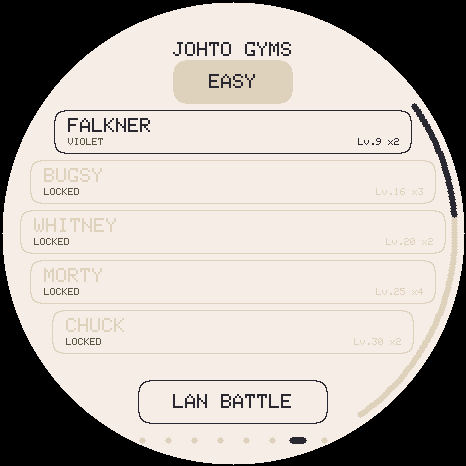 JOHTO GYMS
EASY
FALKNER
VIOLET Lv.9 x2
BUGSY
LOCKED Lv.16 x3
WHITNEY
LOCKED Lv.20 x2
MORTY
LOCKED Lv.25 x4
CHUCK
LOCKED Lv.30 x2
LAN BATTLE